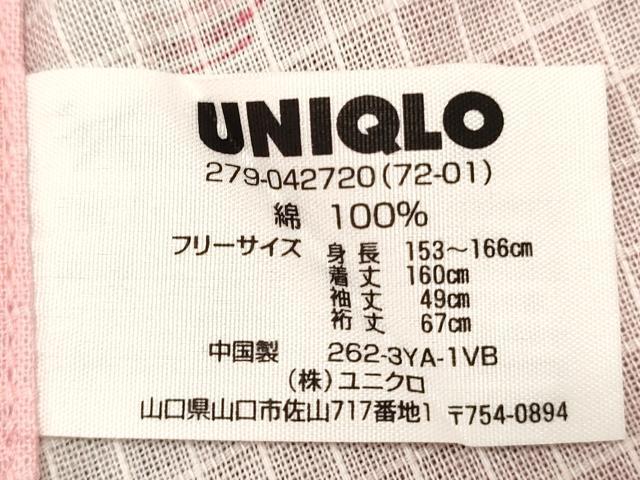 UNIQLO
279-042720(72-01)
綿 100%
フリーサイズ 身長 153～166cm
着丈 160cm
袖丈 49cm
裄丈 67cm
中国製 262-3YA-1VB
(株)ユニクロ
山口県山口市佐山717番地1 〒754-0894